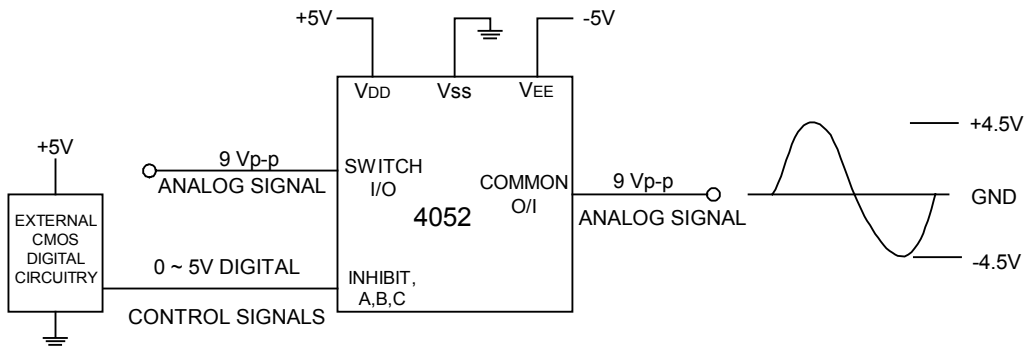 +5V
-5V
VDD
Vss
VEE
+5V
9 Vp-p
ANALOG SIGNAL
SWITCH
I/O
COMMON
O/I
4052
9 Vp-p
ANALOG SIGNAL
+4.5V
GND
-4.5V
EXTERNAL
CMOS
DIGITAL
CIRCUITRY
0 ~ 5V DIGITAL
CONTROL SIGNALS
INHIBIT,
A,B,C